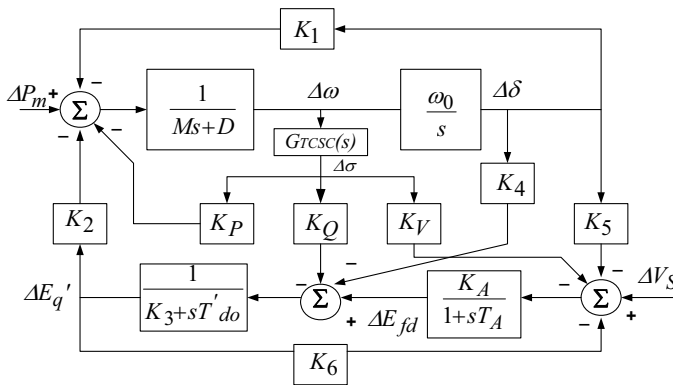 K1
−
ΔPm +
Σ
−
−
1
Ms+D
Δω
ω0
s
Δδ
GTCSC(s)
Δσ
K4
K2
KP
KQ
KV
K5
ΔEq'
1
K3+sT'do
−
−
Σ
+
ΔEfd
KA
1+sTA
−
−
Σ
−
+
ΔVS
K6